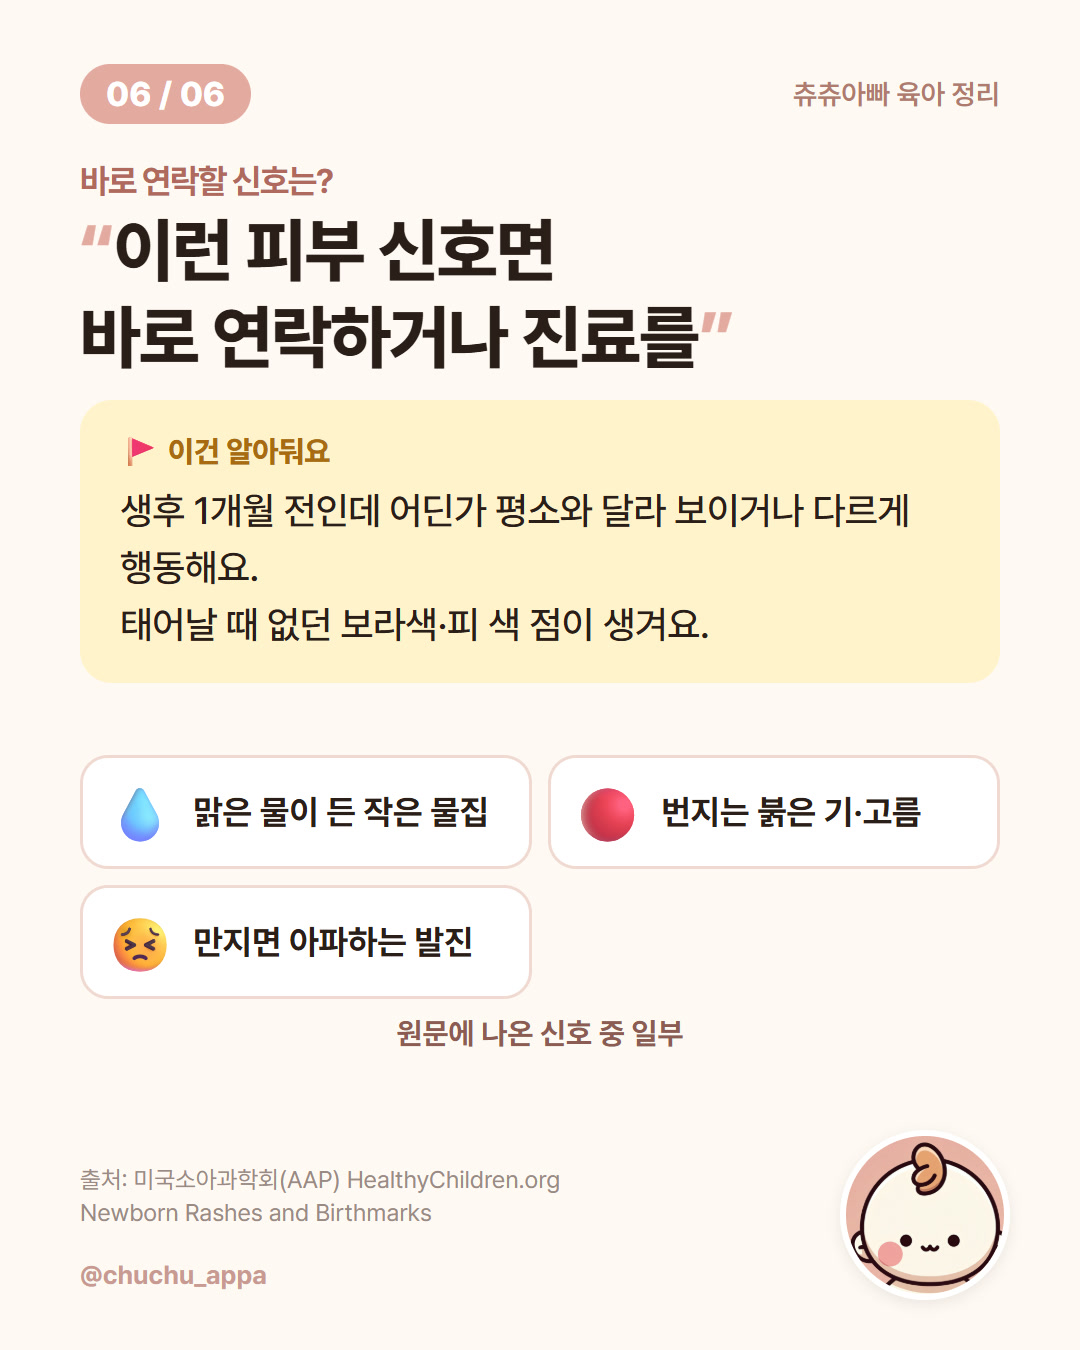 06 / 06
츄츄아빠 육아 정리
바로 연락할 신호는?
“이런 피부 신호면
바로 연락하거나 진료를”
이건 알아둬요
생후 1개월 전인데 어딘가 평소와 달라 보이거나 다르게
행동해요.
태어날 때 없던 보라색·피 색 점이 생겨요.
맑은 물이 든 작은 물집
번지는 붉은 기·고름
만지면 아파하는 발진
원문에 나온 신호 중 일부
출처: 미국소아과학회(AAP) HealthyChildren.org
Newborn Rashes and Birthmarks
@chuchu_appa